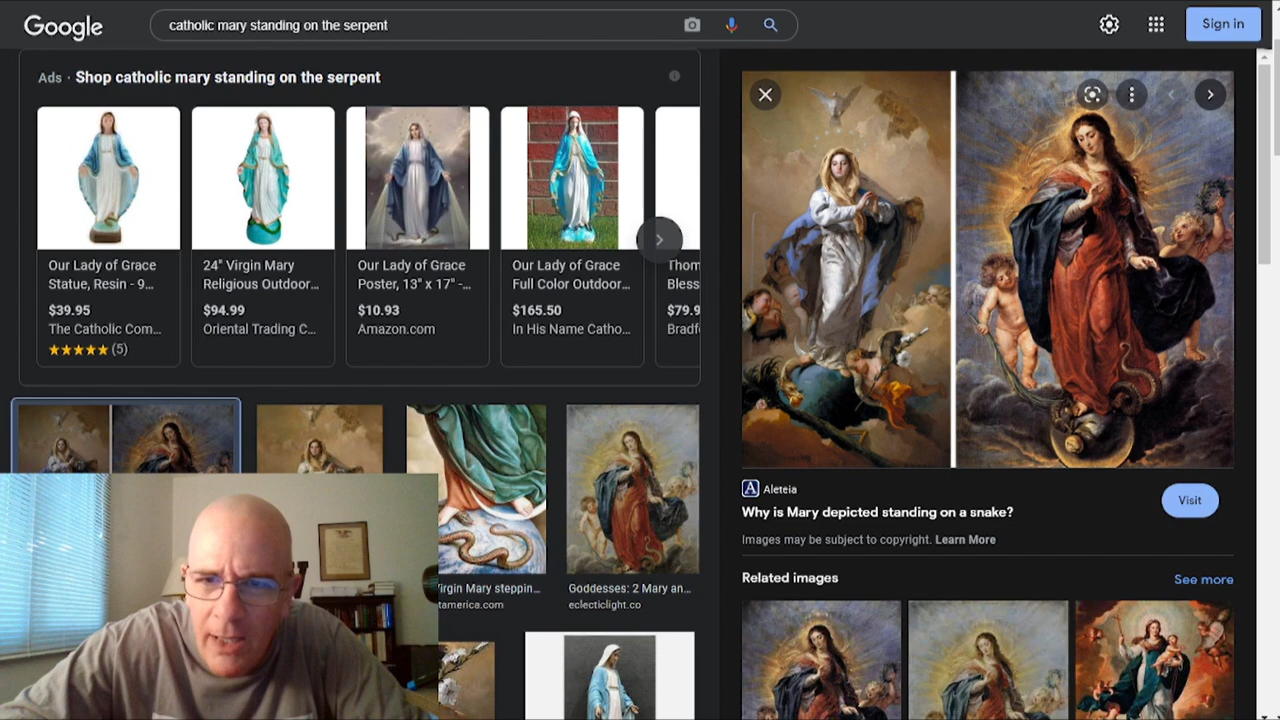 Google
catholic mary standing on the serpent
Sign in
Ads · Shop catholic mary standing on the serpent
Our Lady of Grace
Statue, Resin - 9...
$39.95
The Catholic Com...
(5)
24" Virgin Mary
Religious Outdoor...
$94.99
Oriental Trading C...
Our Lady of Grace
Poster, 13" x 17" -...
$10.93
Amazon.com
Our Lady of Grace
Full Color Outdoor...
$165.50
In His Name Catho...
Thom
Bless
$79.9
Bradf
irgin Mary steppin...
tamerica.com
Goddesses: 2 Mary an...
eclecticlight.co
A Aleteia
Why is Mary depicted standing on a snake?
Visit
Images may be subject to copyright. Learn More
Related images
See more